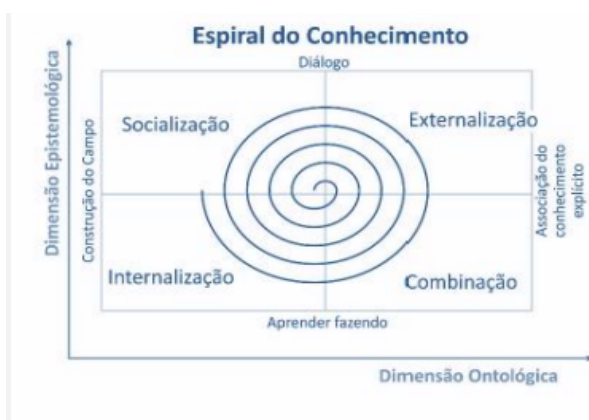 Espiral do Conhecimento
Diálogo
Dimensão Epistemológica
Construção do Campo
Socialização
Externalização
Associação do
conhecimento
explícito
Internalização
Combinação
Aprender fazendo
Dimensão Ontológica